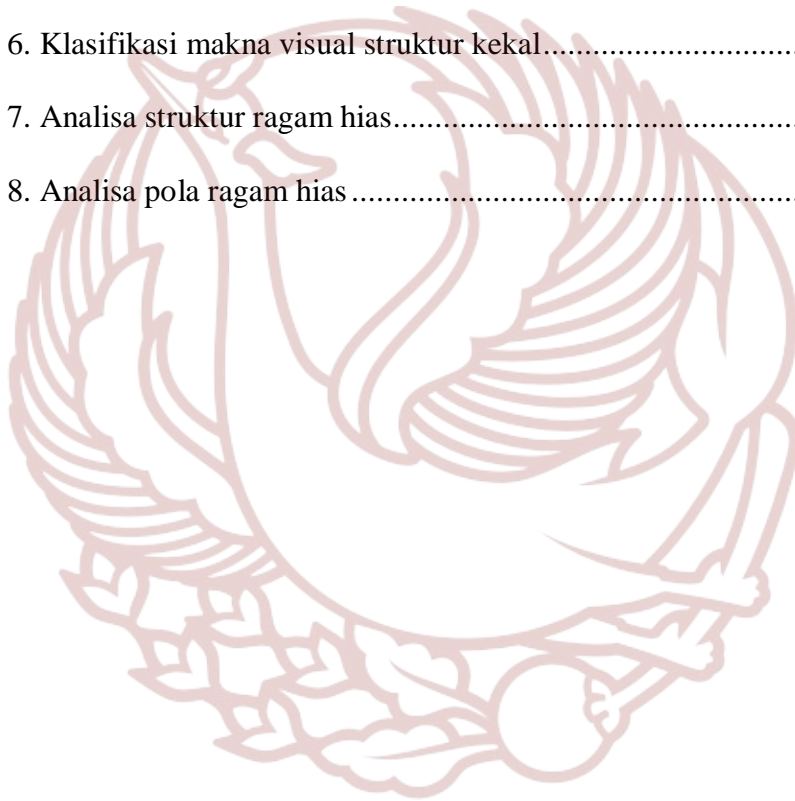 6. Klasifikasi makna visual struktur kekal.............................
7. Analisa struktur ragam hias..............................................
8. Analisa pola ragam hias ...................................................